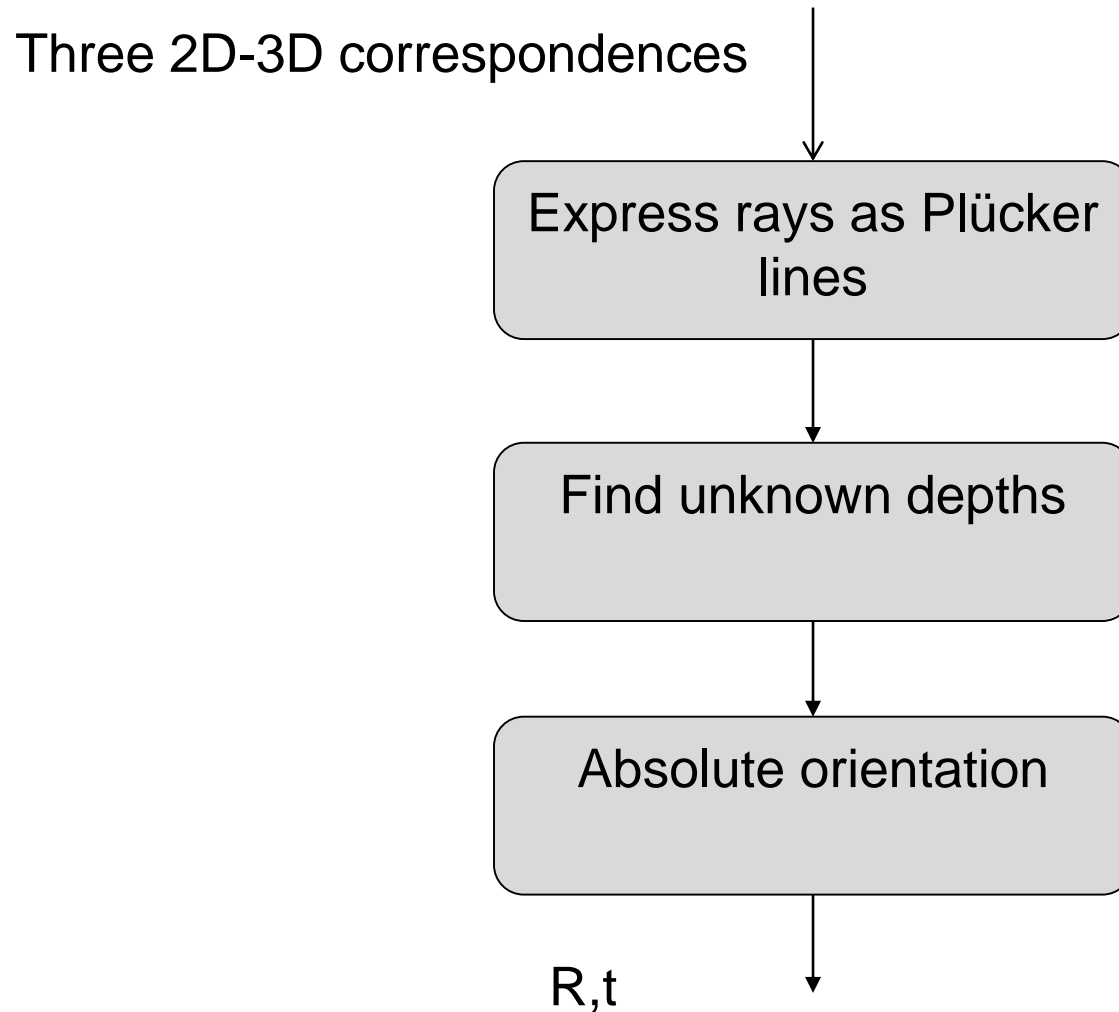 Three 2D-3D correspondences
Express rays as Plücker
lines
Find unknown depths
Absolute orientation
R,t